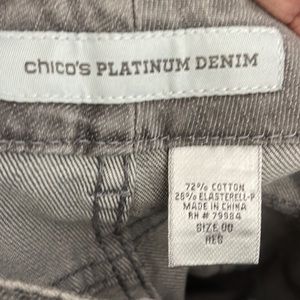 chico's PLATINUM DENIM
72% COTTON
28% ELASTERELL-P
MADE IN CHINA
RN # 79984
SIZE 00
REG